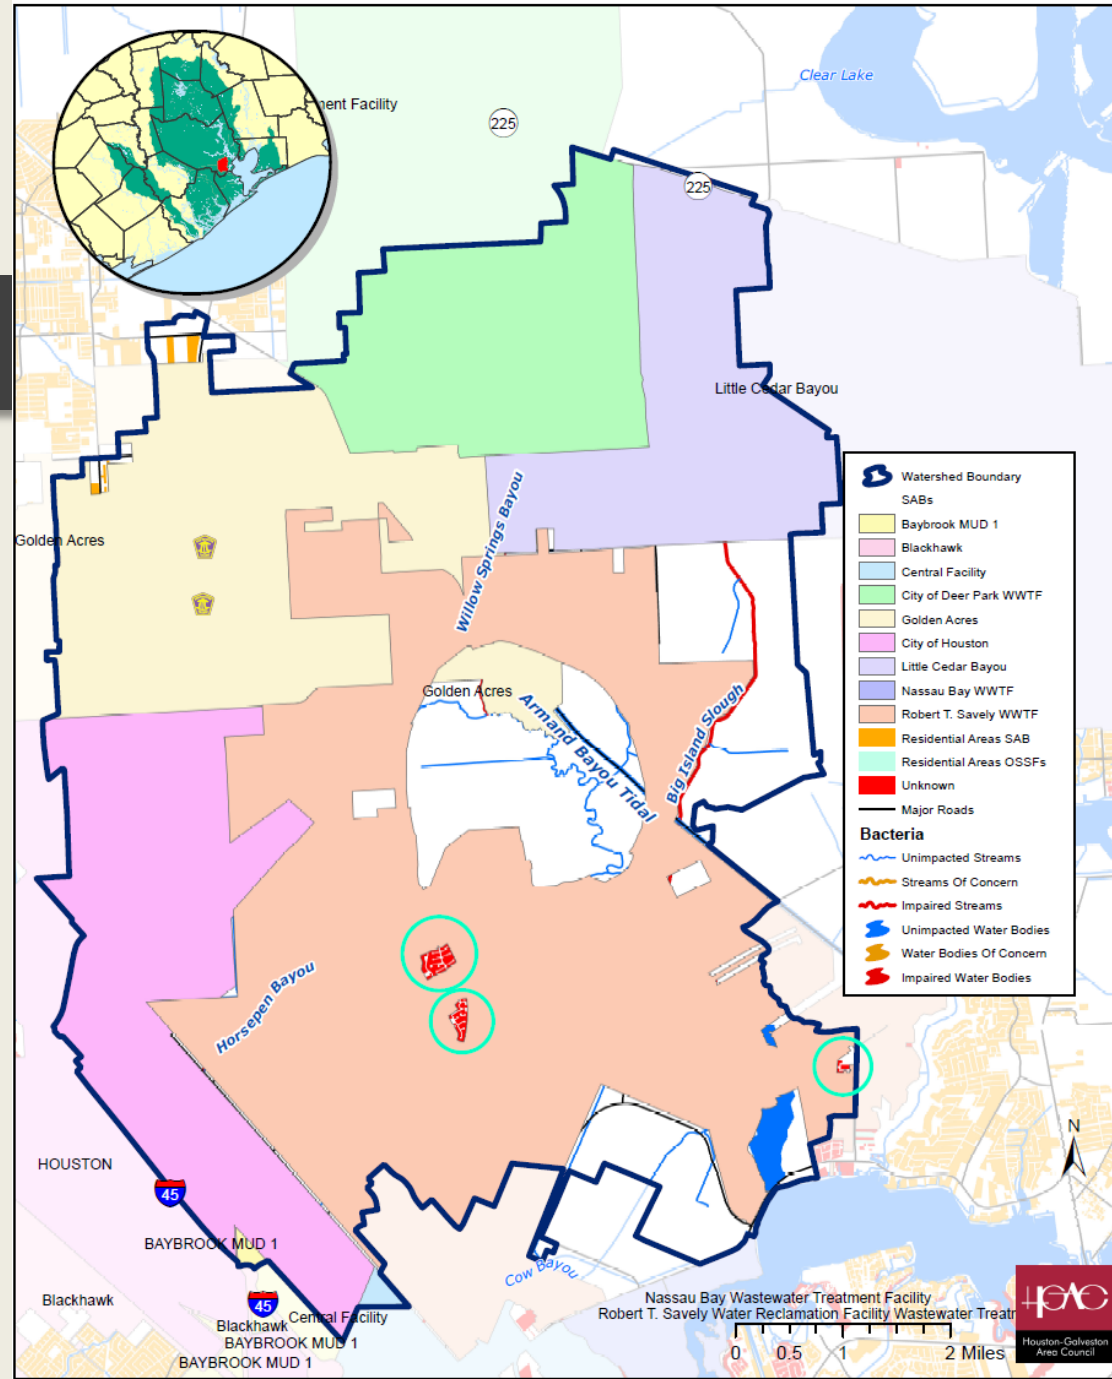 Clear Lake
nent Facility
225
225
Little Cedar Bayou
Watershed Boundary
SABs
Baybrook MUD 1
Blackhawk
Central Facility
City of Deer Park WWTF
Golden Acres
City of Houston
Little Cedar Bayou
Nassau Bay WWTF
Robert T. Savely WWTF
Residential Areas SAB
Residential Areas OSSFs
Unknown
Major Roads
Bacteria
Unimpacted Streams
Streams Of Concern
Impaired Streams
Unimpacted Water Bodies
Water Bodies Of Concern
Impaired Water Bodies
Golden Acres
Willow Springs Bayou
Golden Acres
Armand Bayou Tidal
Big Island Slough
Horsepen Bayou
N
HOUSTON
45
BAYBROOK MUD 1
Cow Bayou
Blackhawk
45
Central Facility
Blackhawk
BAYBROOK MUD 1
BAYBROOK MUD 1
Nassau Bay Wastewater Treatment Facility
Robert T. Savely Water Reclamation Facility Wastewater Treatr
0 0.5 1 2 Miles
HGAC
Houston-Galveston
Area Council